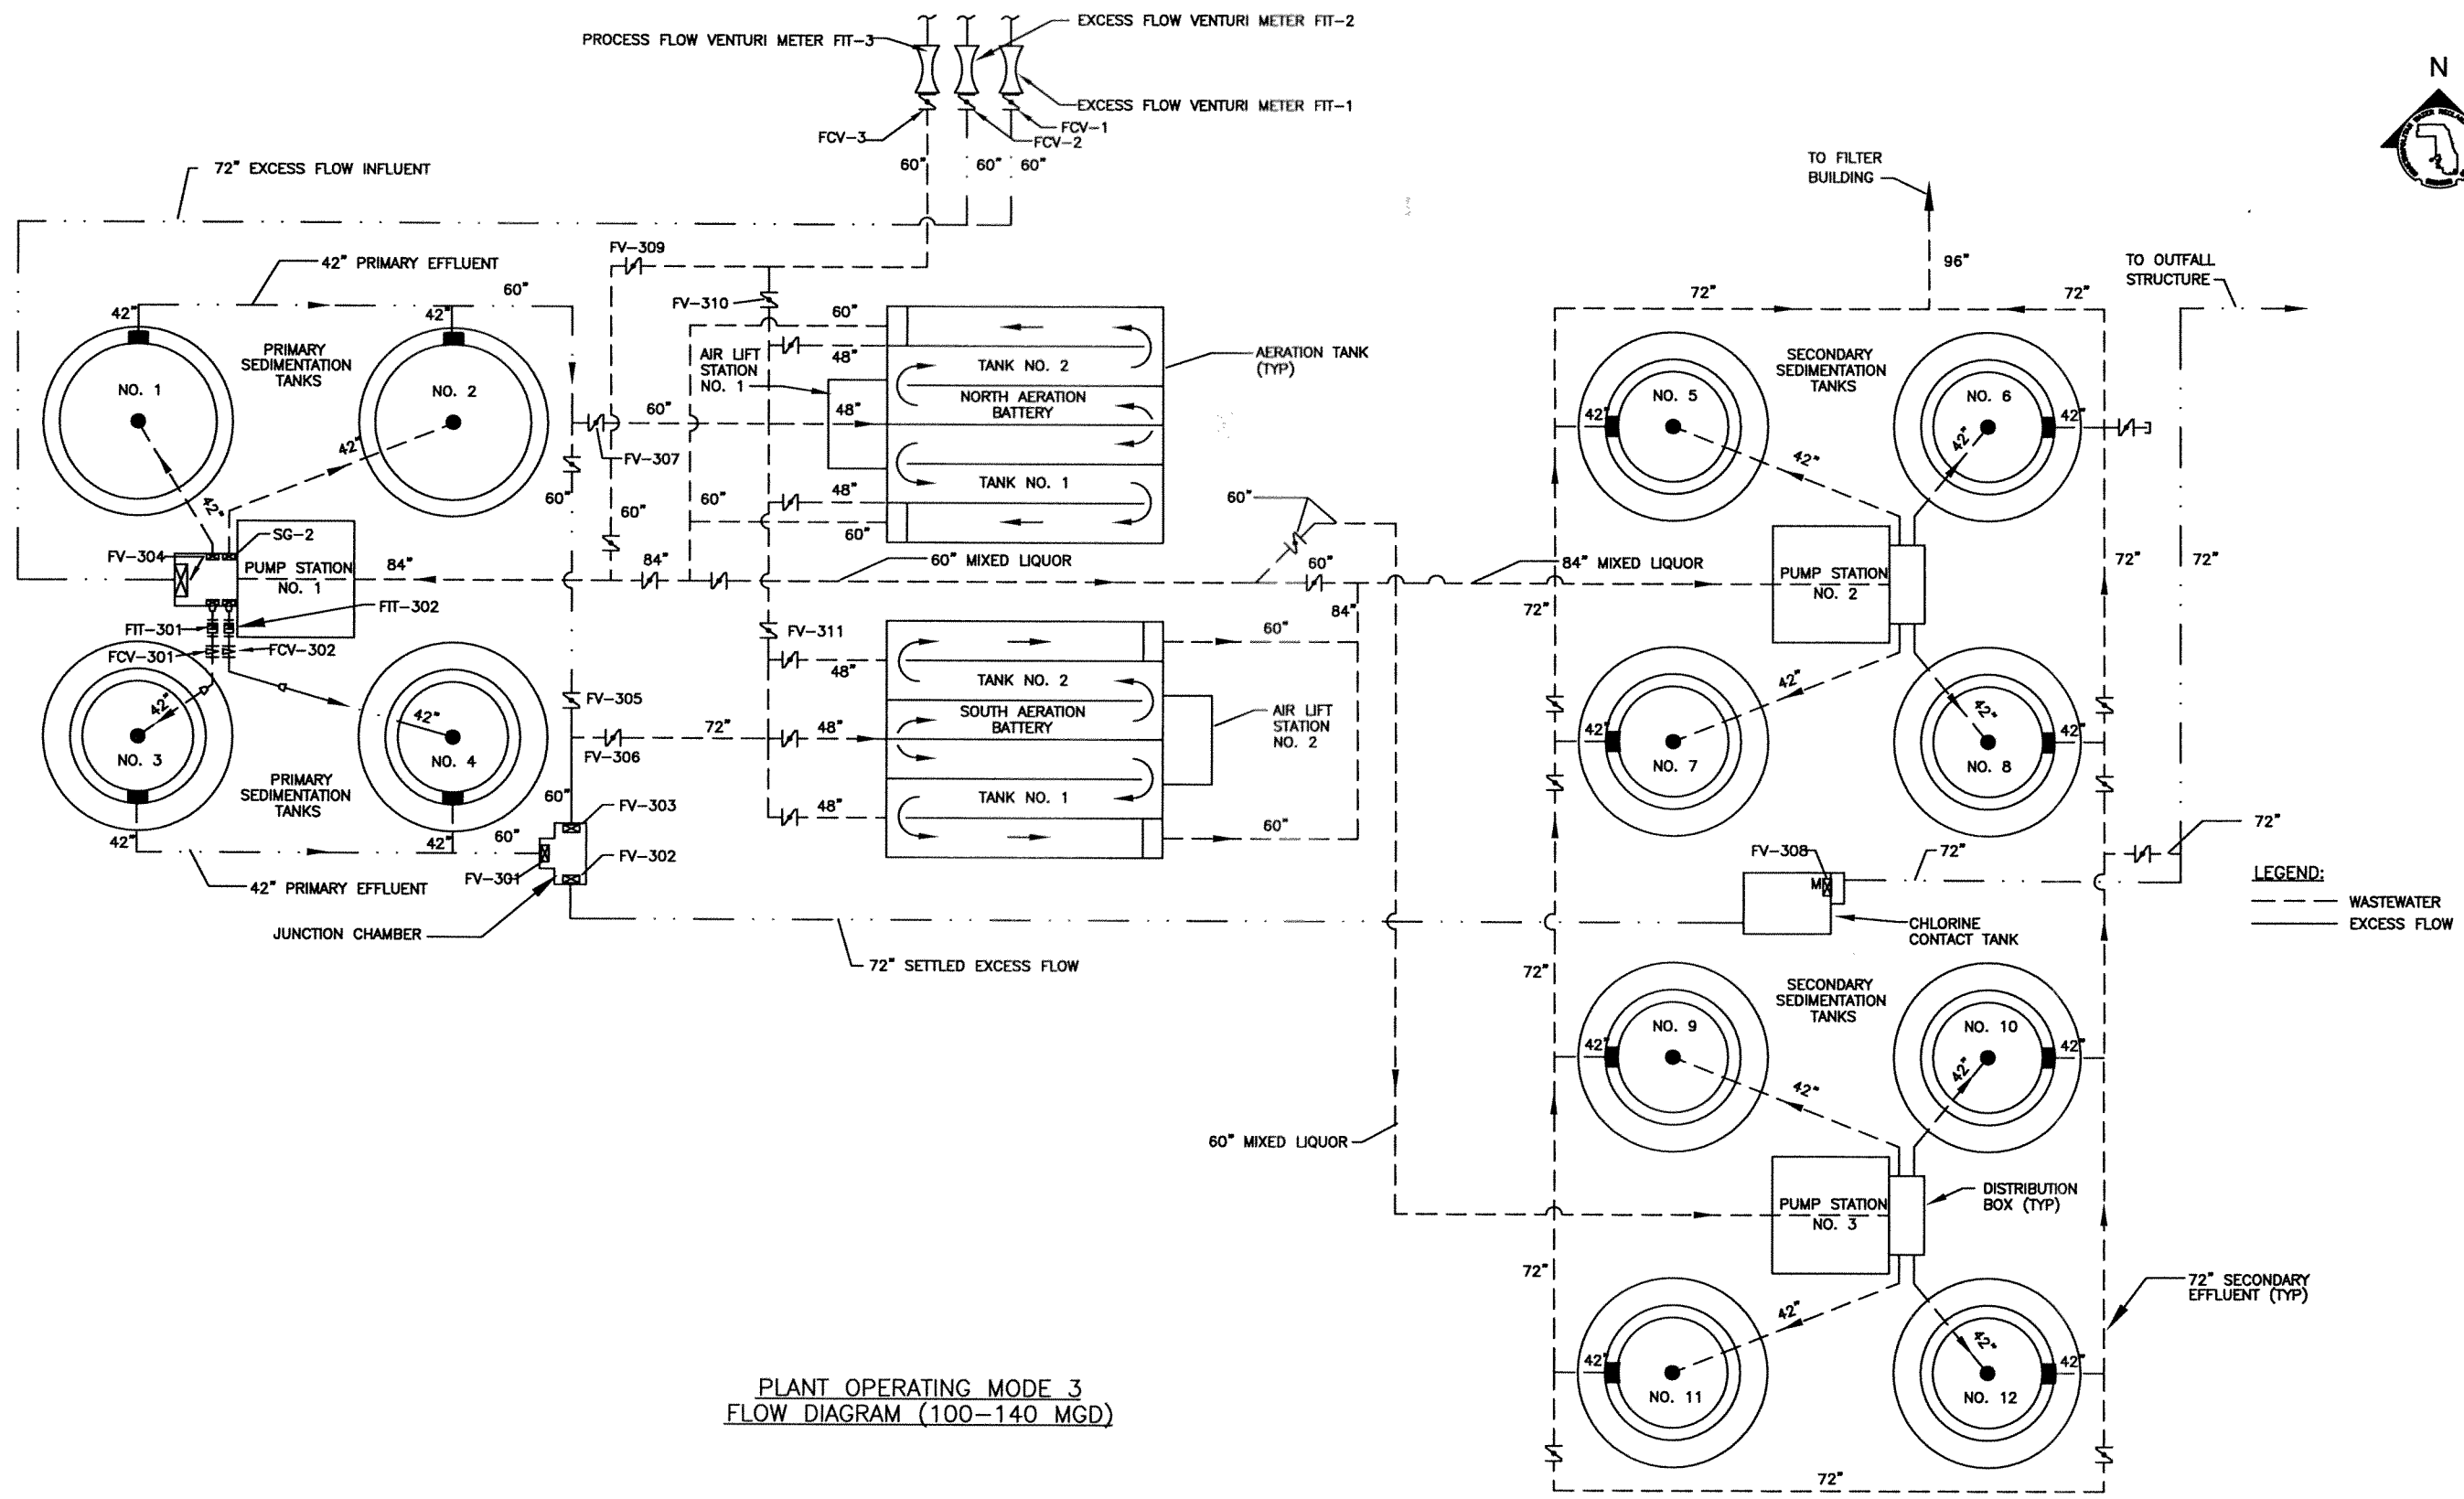 EXCESS FLOW VENTURI METER FIT-2
PROCESS FLOW VENTURI METER FIT-3
N
EXCESS FLOW VENTURI METER FIT-1
FCV-1
FCV-3
FCV-2
60"
60"
60"
TO FILTER
BUILDING
72" EXCESS FLOW INFLUENT
FV-309
42" PRIMARY EFFLUENT
96"
TO OUTFALL
STRUCTURE
60"
72"
72"
FV-310
60"
42"
42"
PRIMARY
SEDIMENTATION
TANKS
AIR LIFT
STATION
NO. 1
48"
TANK NO. 2
AERATION TANK
(TYP)
SECONDARY
SEDIMENTATION
TANKS
NO. 1
NO. 2
NO. 5
NO. 6
60"
48"
NORTH AERATION
BATTERY
42"
42"
42"
42"
FV-307
42"
42"
48"
TANK NO. 1
60"
60"
60"
60"
60"
42"
SG-2
FV-304
PUMP STATION
NO. 1
84"
84"
60" MIXED LIQUOR
60"
84" MIXED LIQUOR
PUMP STATION
NO. 2
72"
72"
FIT-302
FIT-301
84"
72"
FCV-301
FCV-302
FV-311
60"
48"
TANK NO. 2
42"
42"
42"
42"
FV-305
72"
48"
SOUTH AERATION
BATTERY
AIR LIFT
STATION
NO. 2
42"
42"
NO. 3
NO. 4
FV-306
NO. 7
NO. 8
PRIMARY
SEDIMENTATION
TANKS
60"
FV-303
48"
TANK NO. 1
60"
72"
42"
42"
60"
FV-302
FV-308
M
72"
FV-301
42" PRIMARY EFFLUENT
LEGEND:
WASTEWATER
EXCESS FLOW
JUNCTION CHAMBER
CHLORINE
CONTACT TANK
72" SETTLED EXCESS FLOW
72"
SECONDARY
SEDIMENTATION
TANKS
NO. 9
NO. 10
42"
42"
42"
42"
60" MIXED LIQUOR
PUMP STATION
NO. 3
DISTRIBUTION
BOX (TYP)
72"
72" SECONDARY
EFFLUENT (TYP)
42"
42"
42"
42"
NO. 11
NO. 12
PLANT OPERATING MODE 3
FLOW DIAGRAM (100-140 MGD)
72"